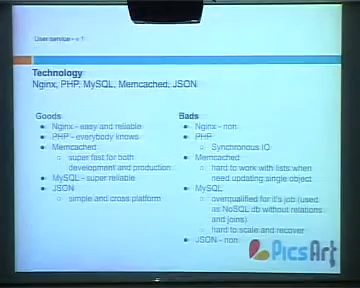 User service - v.1
Technology
Nginx, PHP, MySQL, Memcached, JSON
Goods
Nginx - easy and reliable
PHP - everybody knows
Memcached
super fast for both
development and production
MySQL - super reliable
JSON
simple and cross platform
Bads
Nginx - non
PHP
Synchronous IO
Memcached
hard to work with lists when
need updating single object
MySQL
overqualified for it's job (used
as NoSQL db without relations
and joins)
hard to scale and recover
JSON - non
PicsArt